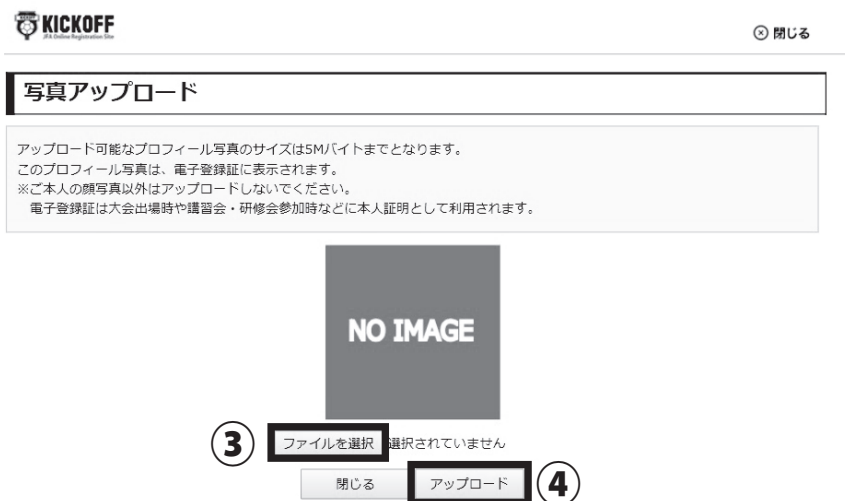 KICKOFF
JFA Online Registration Site
閉じる
写真アップロード
アップロード可能なプロフィール写真のサイズは5Mバイトまでとなります。
このプロフィール写真は、電子登録証に表示されます。
※ご本人の顔写真以外はアップロードしないでください。
電子登録証は大会出場時や講習会・研修会参加時などに本人証明として利用されます。
NO IMAGE
③ ファイルを選択 選択されていません
閉じる アップロード ④